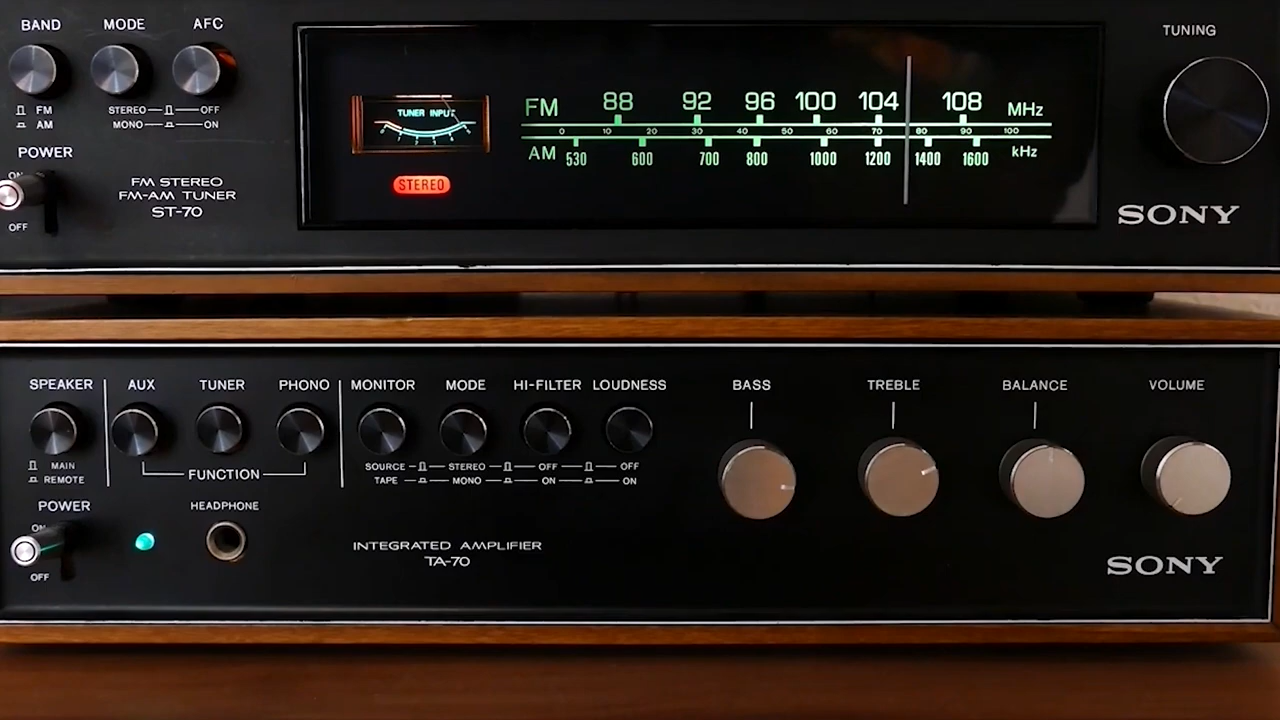 BAND MODE AFC
TUNING
FM 88 92 96 100 104 108 MHz
TUNER INPUT
FM STEREO OFF
AM MONO ON
0 10 20 30 40 50 60 70 80 90 100
AM 530 600 700 800 1000 1200 1400 1600 kHz
POWER
ON
OFF
STEREO
FM STEREO
FM-AM TUNER
ST-70
SONY
SPEAKER AUX TUNER PHONO MONITOR MODE HI-FILTER LOUDNESS BASS TREBLE BALANCE VOLUME
MAIN SOURCE STEREO OFF OFF
REMOTE FUNCTION TAPE MONO ON ON
POWER HEADPHONE
ON
OFF
INTEGRATED AMPLIFIER
TA-70
SONY